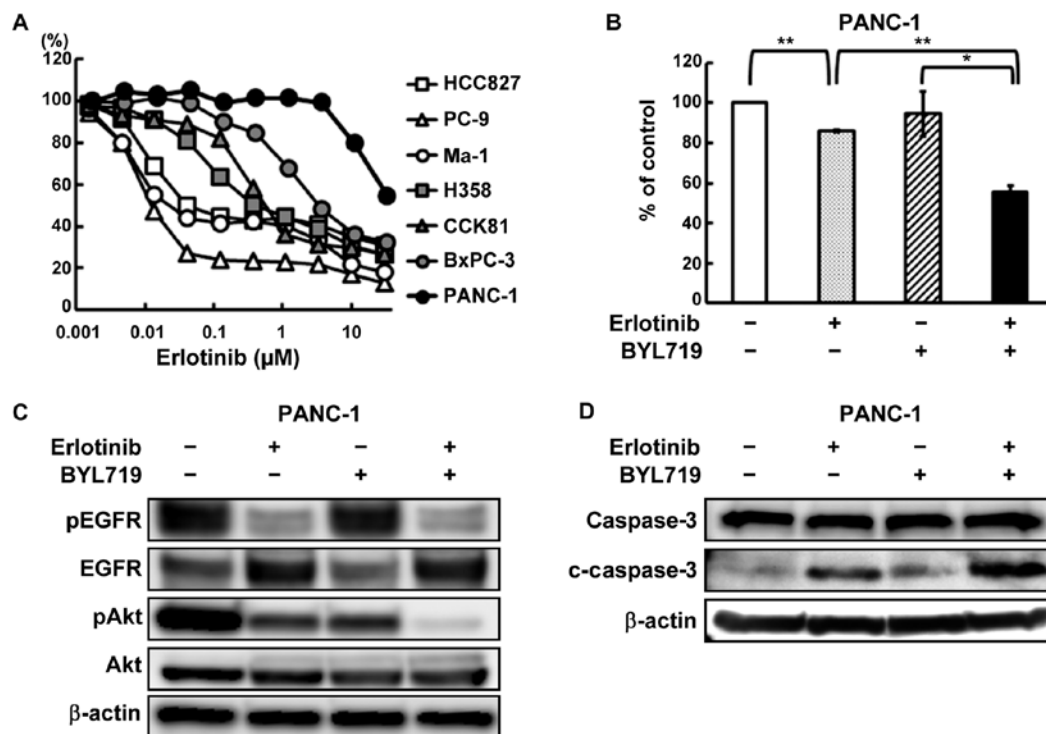 A
(%)
120
100
80
60
40
20
0
0.001 0.01 0.1 1 10
Erlotinib (μM)
HCC827
PC-9
Ma-1
H358
CCK81
BxPC-3
PANC-1
B
PANC-1
** **
*
% of control
120
100
80
60
40
20
0
Erlotinib − + − +
BYL719 − − + +
C
PANC-1
Erlotinib − + − +
BYL719 − − + +
pEGFR
EGFR
pAkt
Akt
β-actin
D
PANC-1
Erlotinib − + − +
BYL719 − − + +
Caspase-3
c-caspase-3
β-actin